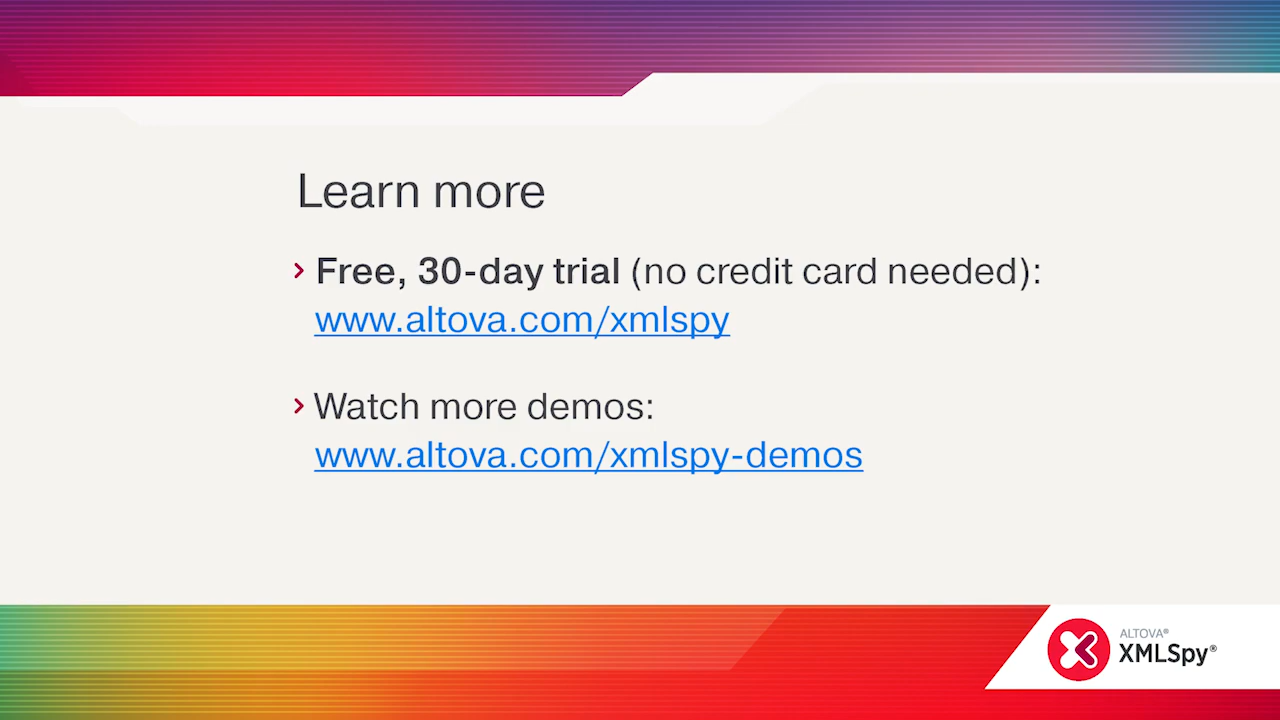 Learn more
Free, 30-day trial (no credit card needed):
www.altova.com/xmlspy
Watch more demos:
www.altova.com/xmlspy-demos
ALTOVA®
XMLSpy®